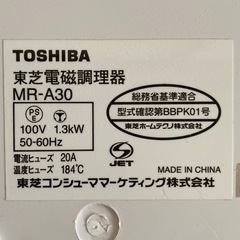 TOSHIBA
東芝電磁調理器
MR-A30
総務省基準適合
型式確認第BBPK01号
東芝ホームテクノ株式会社
PS
E
100V 1.3kW
50-60Hz
電流ヒューズ 20A
温度ヒューズ 184℃
S
JET
MADE IN CHINA
東芝コンシューママーケティング株式会社